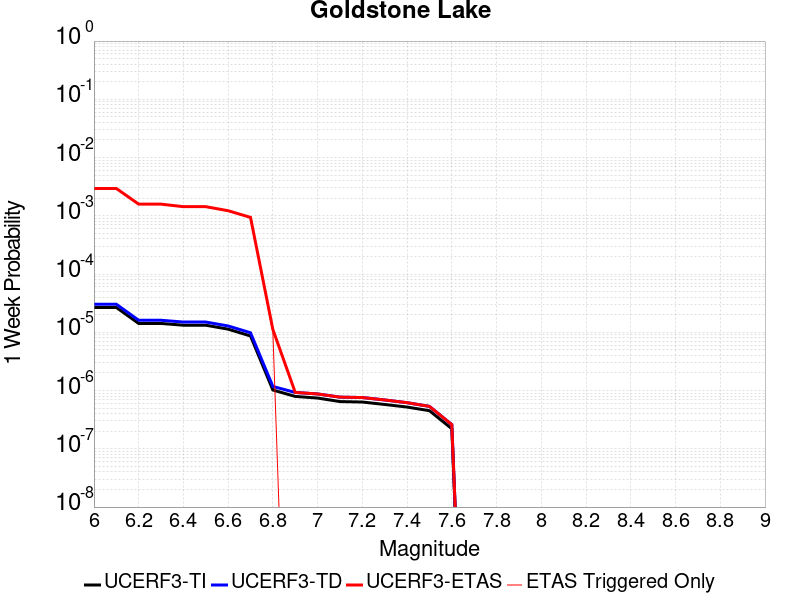 Goldstone Lake
10^0
10^-1
10^-2
10^-3
10^-4
10^-5
10^-6
10^-7
10^-8
1 Week Probability
6 6.2 6.4 6.6 6.8 7 7.2 7.4 7.6 7.8 8 8.2 8.4 8.6 8.8 9
Magnitude
UCERF3-TI UCERF3-TD UCERF3-ETAS ETAS Triggered Only